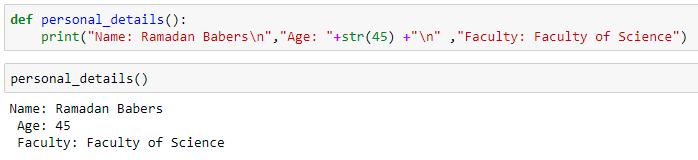 def personal_details():
    print("Name: Ramadan Babers\n","Age: "+str(45) +"\n" ,"Faculty: Faculty of Science")
personal_details()
Name: Ramadan Babers
 Age: 45
 Faculty: Faculty of Science